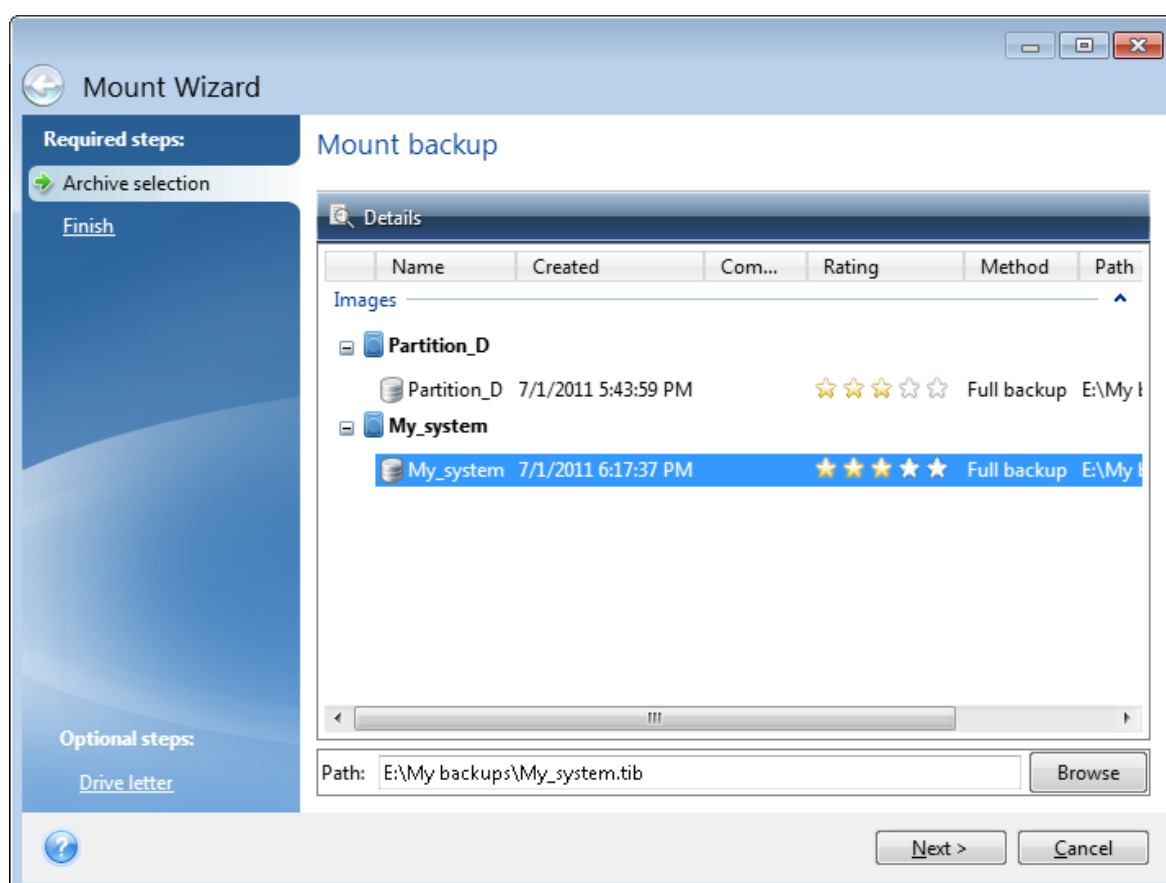 Mount Wizard
Required steps:
Archive selection
Finish
Optional steps:
Drive letter
Mount backup
Details
Name Created Com... Rating Method Path
Images
Partition_D
Partition_D 7/1/2011 5:43:59 PM Full backup E:\My
My_system
My_system 7/1/2011 6:17:37 PM Full backup E:\My
Path: E:\My backups\My_system.tib Browse
Next > Cancel